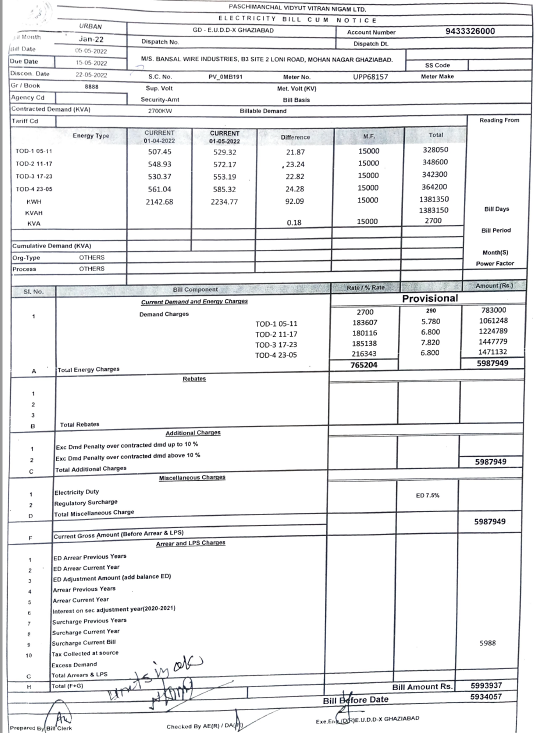 PASCHIMANCHAL VIDYUT VITRAN NIGAM LTD.
ELECTRICITY BILL CUM NOTICE
URBAN GD - E.U.D.D-X GHAZIABAD Account Number 9433326000
Month Jan-22 Dispatch No. Dispatch Dt.
Bill Date 05-05-2022
Due Date 15-05-2022 M/S. BANSAL WIRE INDUSTRIES, B3 SITE 2 LONI ROAD, MOHAN NAGAR GHAZIABAD. SS Code
Discon. Date 22-05-2022 S.C. No. PV_0MB191 Meter No. UPP68157 Meter Make
Gr / Book 8888 Sup. Volt Met. Volt (KV)
Agency Cd Security-Amt Bill Basis
Contracted Demand (KVA) 2700KW Billable Demand
Tariff Cd Reading From
Energy Type CURRENT 01-04-2022 CURRENT 01-05-2022 Difference M.F. Total
TOD-1 05-11 507.45 529.32 21.87 15000 328050
TOD-2 11-17 548.93 572.17 23.24 15000 348600
TOD-3 17-23 530.37 553.19 22.82 15000 342300
TOD-4 23-05 561.04 585.32 24.28 15000 364200
KWH 2142.68 2234.77 92.09 15000 1381350
KVAH 1383150 Bill Days
KVA 0.18 15000 2700
Bill Period
Cumulative Demand (KVA)
Org-Type OTHERS Month(S)
Process OTHERS Power Factor
Sl. No. Bill Component Rate / % Rate Amount (Rs.)
Current Demand and Energy Charges Provisional
1 Demand Charges 2700 290 783000
TOD-1 05-11 183607 5.780 1061248
TOD-2 11-17 180116 6.800 1224789
TOD-3 17-23 185138 7.820 1447779
TOD-4 23-05 216343 6.800 1471132
A Total Energy Charges 765204 5987949
Rebates
1
2
3
B Total Rebates
Additional Charges
1 Exc Dmd Penalty over contracted dmd up to 10 %
2 Exc Dmd Penalty over contracted dmd above 10 %
C Total Additional Charges 5987949
Miscellaneous Charges
1 Electricity Duty ED 7.5%
2 Regulatory Surcharge
D Total Miscellaneous Charge
5987949
F Current Gross Amount (Before Arrear & LPS)
Arrear and LPS Charges
1 ED Arrear Previous Years
2 ED Arrear Current Year
3 ED Adjustment Amount (add balance ED)
4 Arrear Previous Years
5 Arrear Current Year
6 Interest on sec adjustment year(2020-2021)
7 Surcharge Previous Years
8 Surcharge Current Year
9 Surcharge Current Bill 5988
10 Tax Collected at source
Excess Demand
G Total Arrears & LPS
H Total (F+G) Bill Amount Rs. 5993937
units is ok
Bill Before Date 5934057
Prepared By Bill Clerk Checked By AE(R) / DA(R) Exe.Eng.(D/R)E.U.D.D-X GHAZIABAD